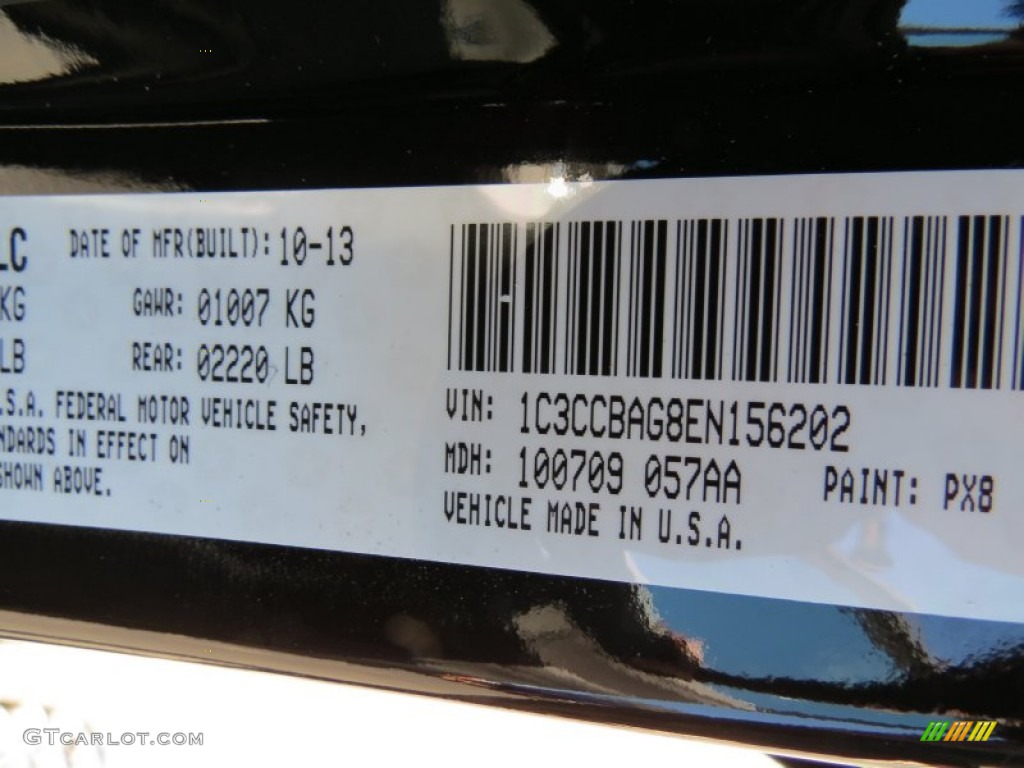 LC DATE OF MFR(BUILT): 10-13
KG GAWR: 01007 KG
LB REAR: 02220 LB
.S.A. FEDERAL MOTOR VEHICLE SAFETY,
NDARDS IN EFFECT ON
SHOWN ABOVE.
VIN: 1C3CCBAG8EN156202
MDH: 100709 057AA PAINT: PX8
VEHICLE MADE IN U.S.A.
GTCARLOT.COM